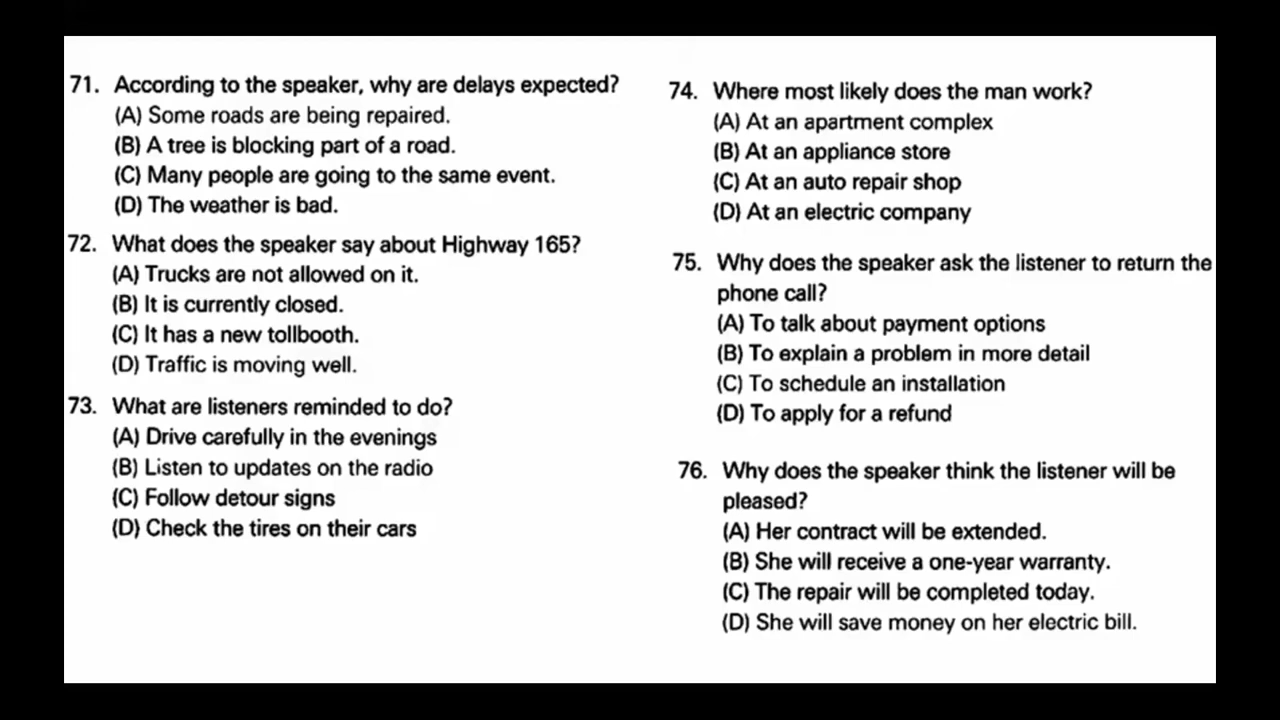 71. According to the speaker, why are delays expected?
(A) Some roads are being repaired.
(B) A tree is blocking part of a road.
(C) Many people are going to the same event.
(D) The weather is bad.
72. What does the speaker say about Highway 165?
(A) Trucks are not allowed on it.
(B) It is currently closed.
(C) It has a new tollbooth.
(D) Traffic is moving well.
73. What are listeners reminded to do?
(A) Drive carefully in the evenings
(B) Listen to updates on the radio
(C) Follow detour signs
(D) Check the tires on their cars
74. Where most likely does the man work?
(A) At an apartment complex
(B) At an appliance store
(C) At an auto repair shop
(D) At an electric company
75. Why does the speaker ask the listener to return the
phone call?
(A) To talk about payment options
(B) To explain a problem in more detail
(C) To schedule an installation
(D) To apply for a refund
76. Why does the speaker think the listener will be
pleased?
(A) Her contract will be extended.
(B) She will receive a one-year warranty.
(C) The repair will be completed today.
(D) She will save money on her electric bill.